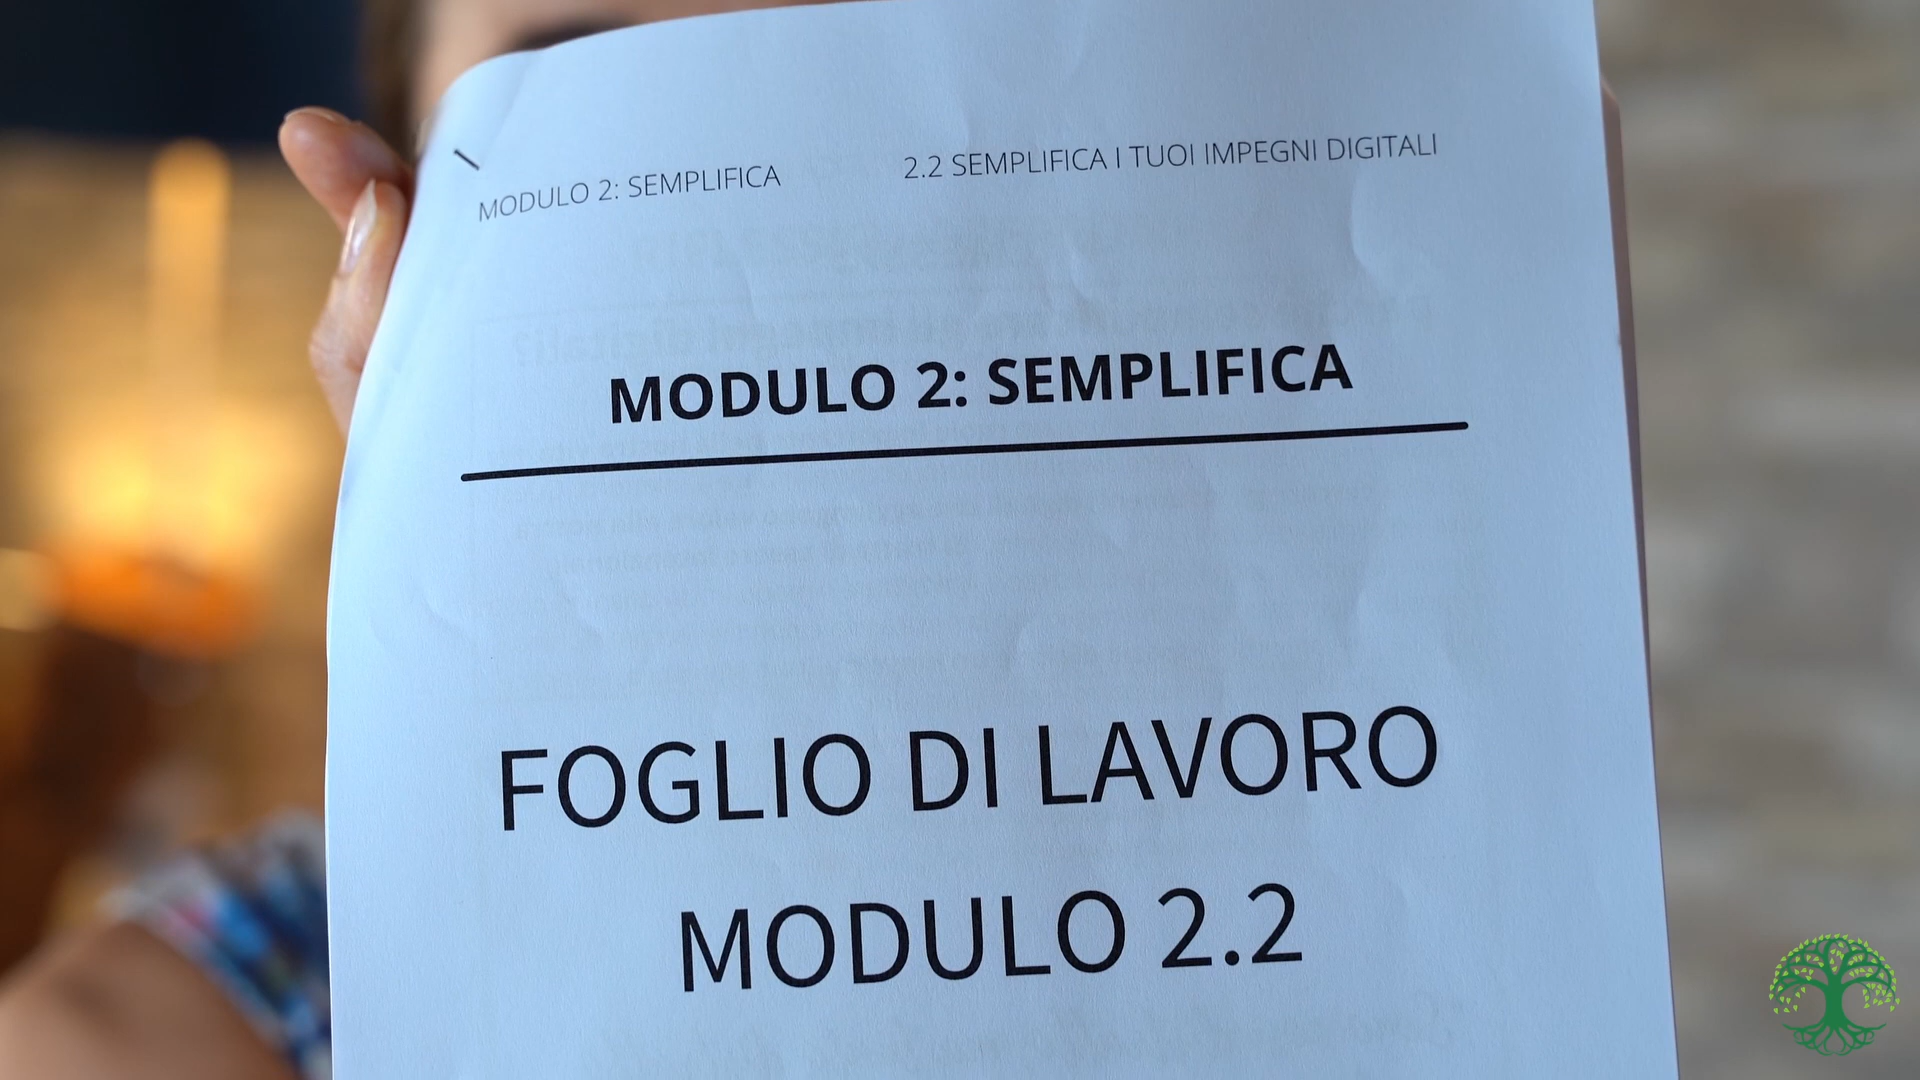 MODULO 2: SEMPLIFICA
2.2 SEMPLIFICA I TUOI IMPEGNI DIGITALI
MODULO 2: SEMPLIFICA
FOGLIO DI LAVORO
MODULO 2.2